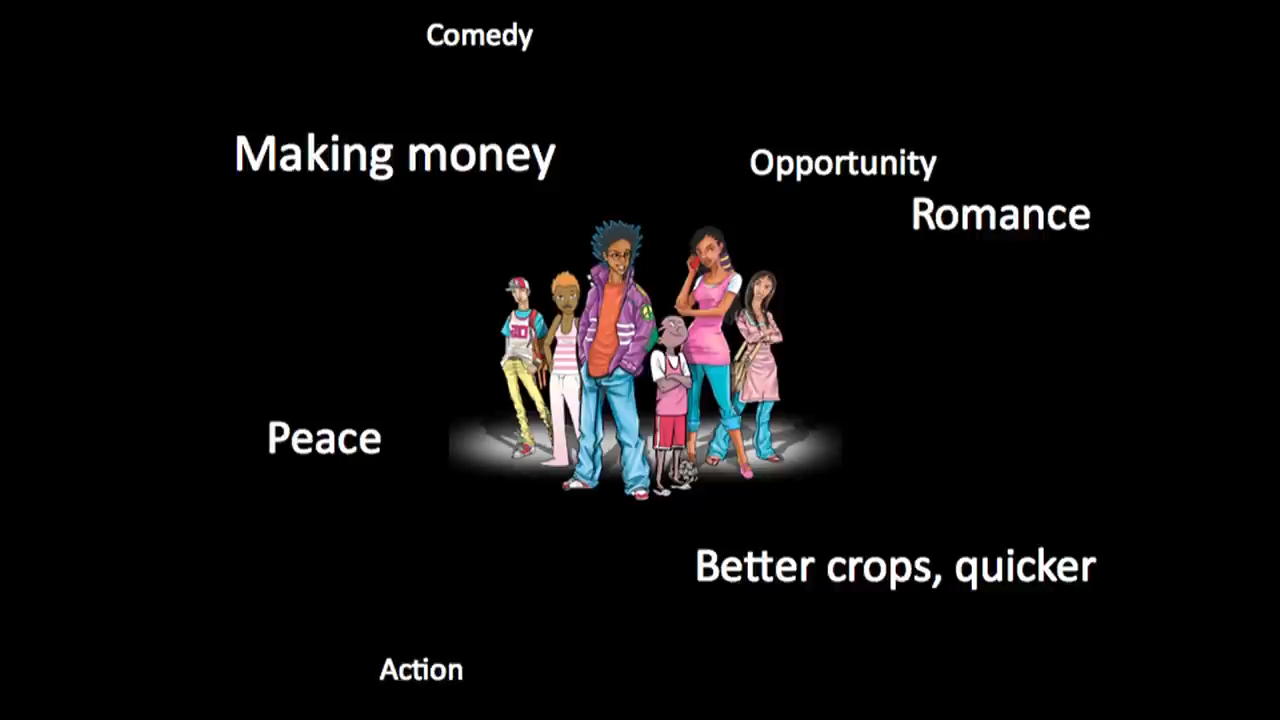 Comedy
Making money
Opportunity
Romance
Peace
Better crops, quicker
Action